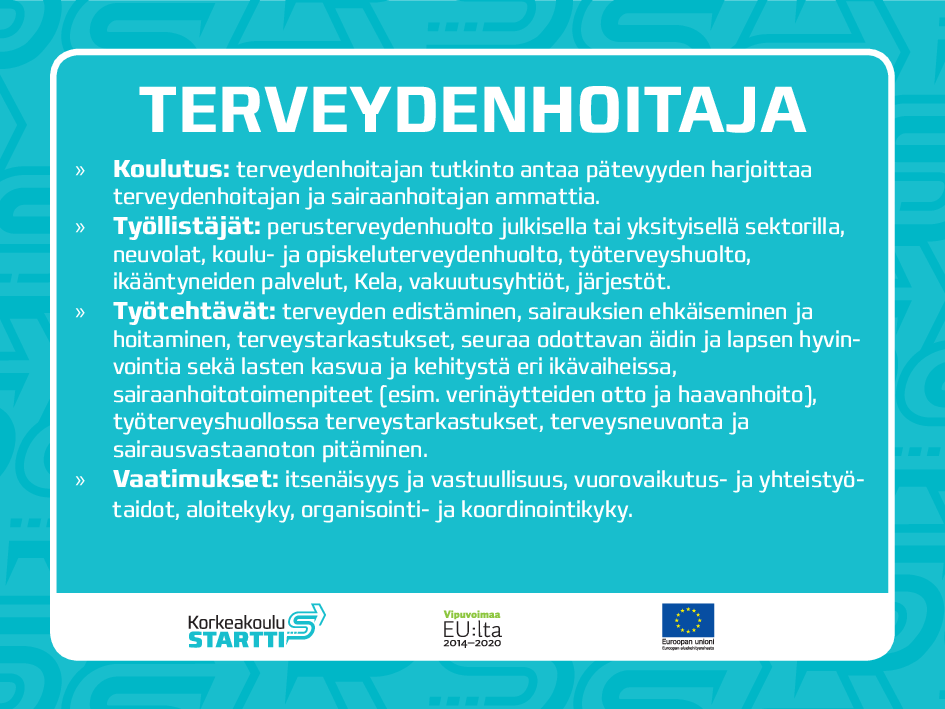 TERVEYDENHOITAJA
» Koulutus: terveydenhoitajan tutkinto antaa pätevyyden harjoittaa
terveydenhoitajan ja sairaanhoitajan ammattia.
» Työllistäjät: perusterveydenhuolto julkisella tai yksityisellä sektorilla,
neuvolat, koulu- ja opiskeluterveydenhuolto, työterveyshuolto,
ikääntyneiden palvelut, Kela, vakuutusyhtiöt, järjestöt.
» Työtehtävät: terveyden edistäminen, sairauksien ehkäiseminen ja
hoitaminen, terveystarkastukset, seuraa odottavan äidin ja lapsen hyvin-
vointia sekä lasten kasvua ja kehitystä eri ikävaiheissa,
sairaanhoitotoimenpiteet (esim. verinäytteiden otto ja haavanhoito),
työterveyshuollossa terveystarkastukset, terveysneuvonta ja
sairausvastaanoton pitäminen.
» Vaatimukset: itsenäisyys ja vastuullisuus, vuorovaikutus- ja yhteistyö-
taidot, aloitekyky, organisointi- ja koordinointikyky.
Korkeakoulu
STARTTI
Vipuvoimaa
EU:lta
2014–2020
Euroopan unioni
Euroopan aluekehitysrahasto